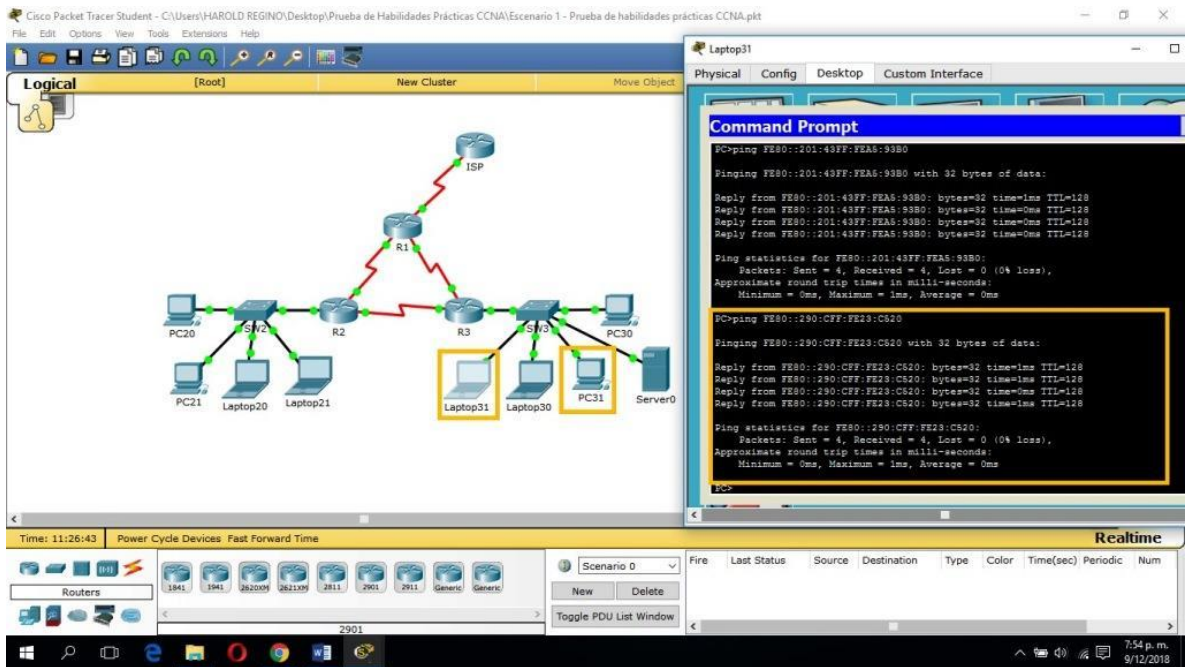 Cisco Packet Tracer Student - C:\Users\HAROLD REGINO\Desktop\Prueba de Habilidades Prácticas CCNA\Escenario 1 - Prueba de habilidades prácticas CCNA.pkt
File Edit Options View Tools Extensions Help
Logical [Root] New Cluster Move Object
ISP
R1
R2
R3
PC20
SW2
SW3
PC30
PC21
Laptop20
Laptop21
Laptop31
Laptop30
PC31
Server0
Laptop31
Physical Config Desktop Custom Interface
Command Prompt
PC>ping FE80::201:43FF:FEA5:93B0
Pinging FE80::201:43FF:FEA5:93B0 with 32 bytes of data:
Reply from FE80::201:43FF:FEA5:93B0: bytes=32 time=1ms TTL=128
Reply from FE80::201:43FF:FEA5:93B0: bytes=32 time=0ms TTL=128
Reply from FE80::201:43FF:FEA5:93B0: bytes=32 time=0ms TTL=128
Reply from FE80::201:43FF:FEA5:93B0: bytes=32 time=0ms TTL=128
Ping statistics for FE80::201:43FF:FEA5:93B0:
Packets: Sent = 4, Received = 4, Lost = 0 (0% loss),
Approximate round trip times in milli-seconds:
Minimum = 0ms, Maximum = 1ms, Average = 0ms
PC>ping FE80::290:CFF:FE23:C520
Pinging FE80::290:CFF:FE23:C520 with 32 bytes of data:
Reply from FE80::290:CFF:FE23:C520: bytes=32 time=1ms TTL=128
Reply from FE80::290:CFF:FE23:C520: bytes=32 time=1ms TTL=128
Reply from FE80::290:CFF:FE23:C520: bytes=32 time=0ms TTL=128
Reply from FE80::290:CFF:FE23:C520: bytes=32 time=1ms TTL=128
Ping statistics for FE80::290:CFF:FE23:C520:
Packets: Sent = 4, Received = 4, Lost = 0 (0% loss),
Approximate round trip times in milli-seconds:
Minimum = 0ms, Maximum = 1ms, Average = 0ms
PC>
Time: 11:26:43 Power Cycle Devices Fast Forward Time Realtime
Routers
1841 1941 2620XM 2621XM 2811 2901 2911 Generic Generic
2901
Scenario 0
New Delete
Toggle PDU List Window
Fire Last Status Source Destination Type Color Time(sec) Periodic Num
7:54 p. m.
9/12/2018